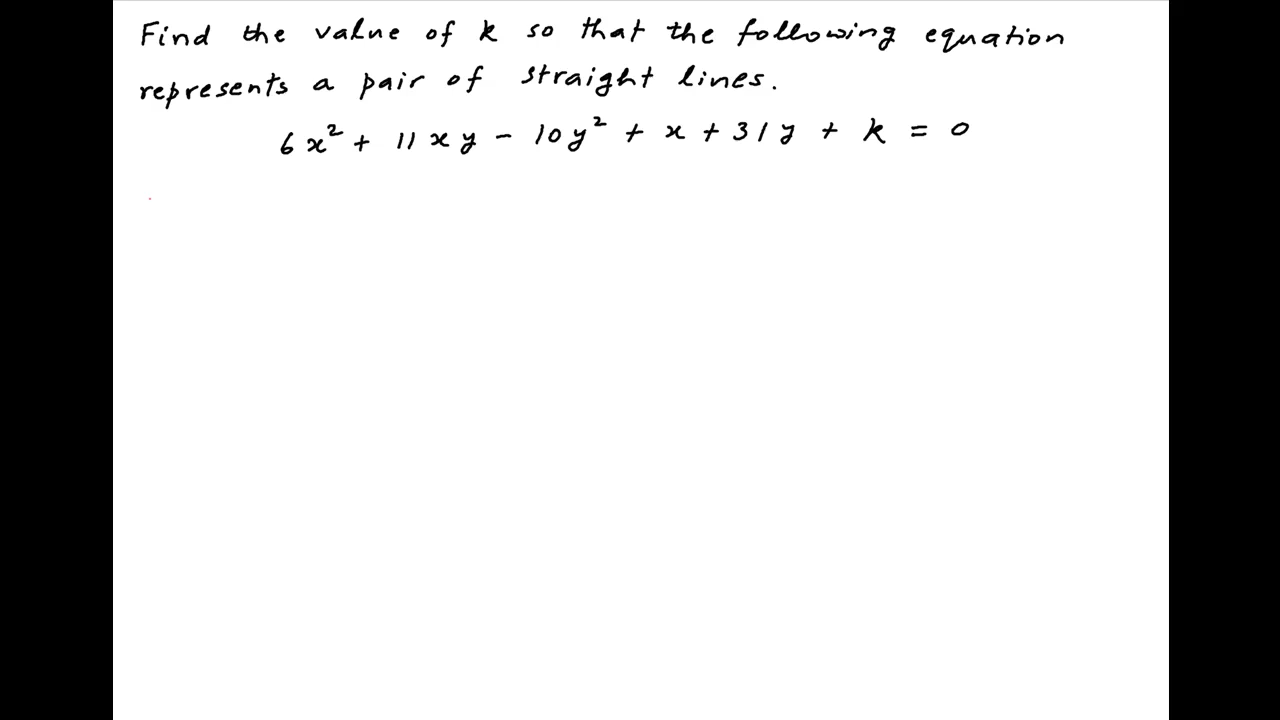 Find the value of k so that the following equation
represents a pair of straight lines.
6x² + 11xy - 10y² + x + 31y + k = 0